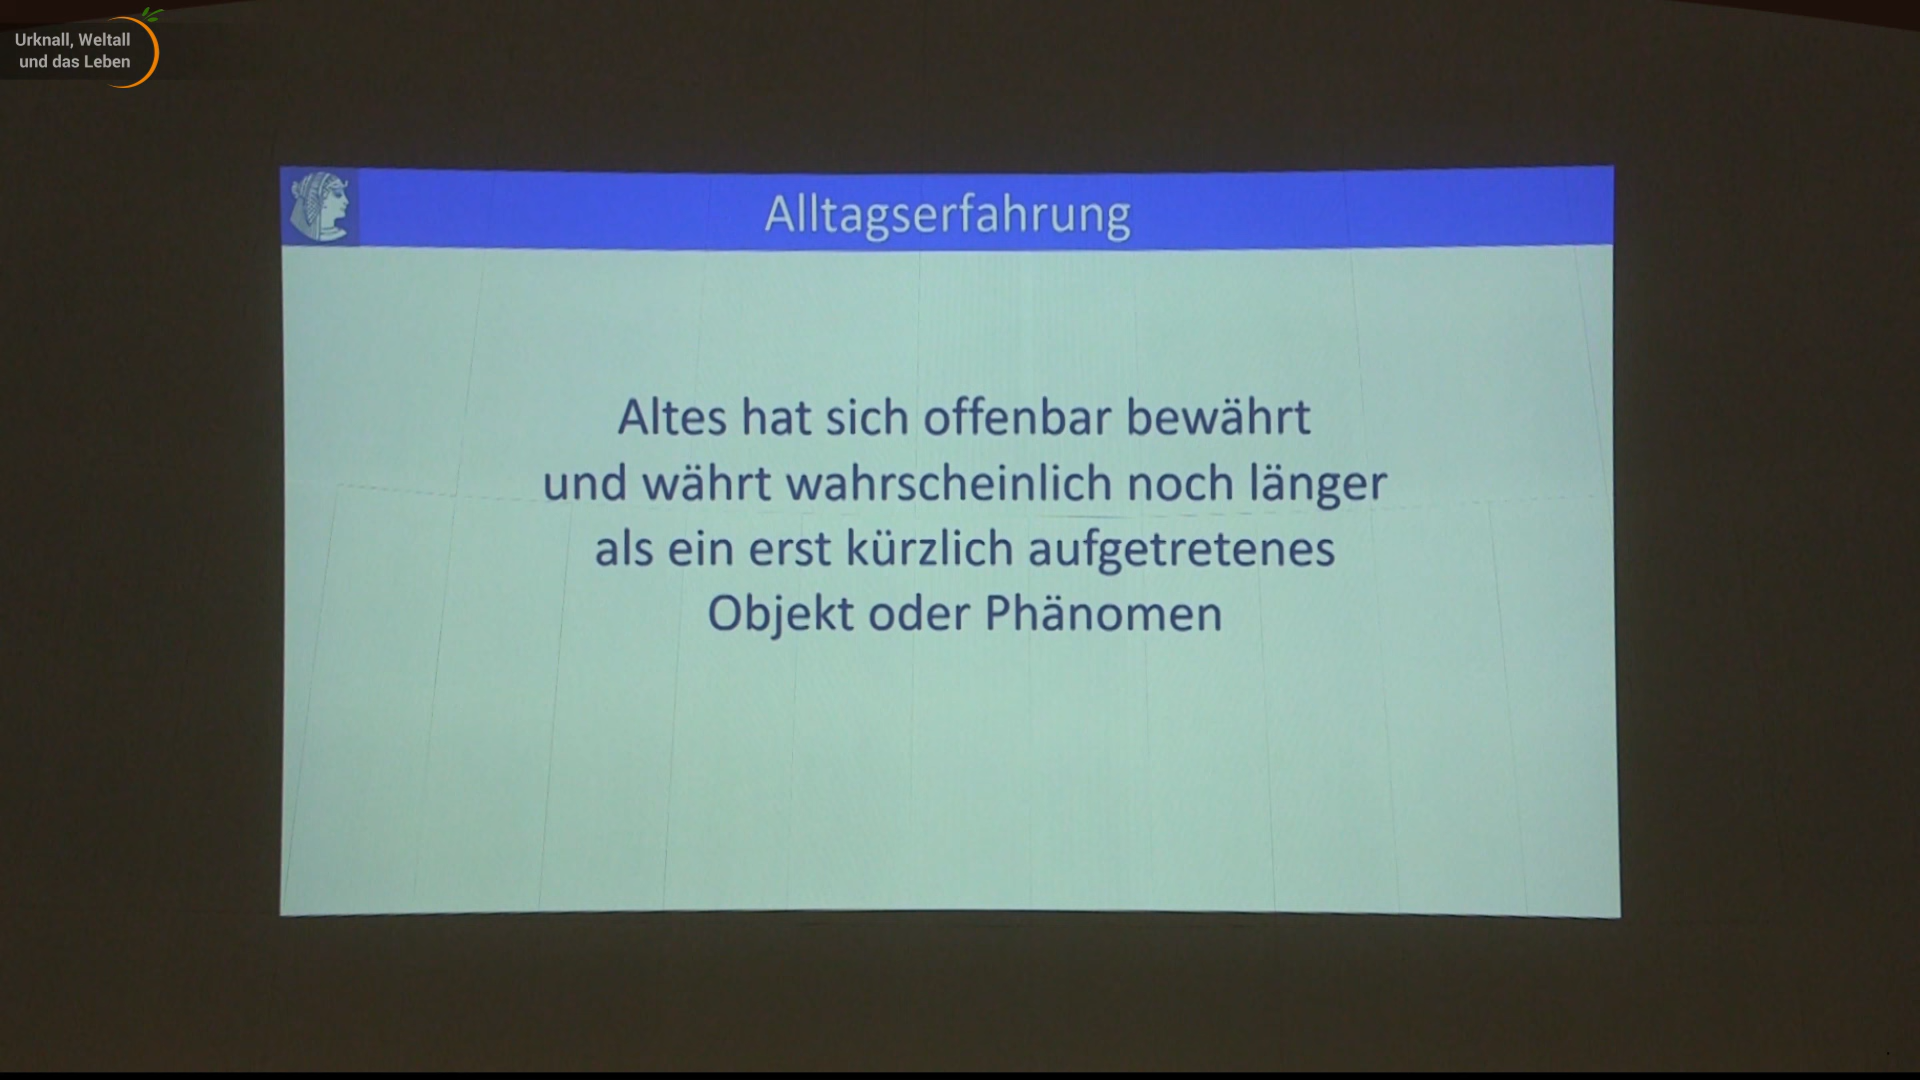 Urknall, Weltall
und das Leben
Alltagserfahrung
Altes hat sich offenbar bewährt
und währt wahrscheinlich noch länger
als ein erst kürzlich aufgetretenes
Objekt oder Phänomen